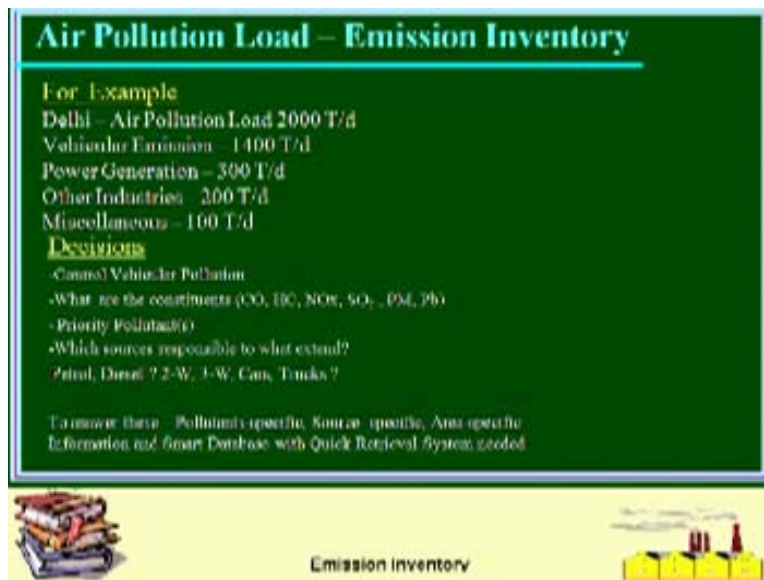 Air Pollution Load – Emission Inventory
For Example
Delhi – Air Pollution Load 2000 T/d
Vehicular Emission – 1400 T/d
Power Generation – 300 T/d
Other Industries – 200 T/d
Miscellaneous – 100 T/d
Decisions
-Control Vehicular Pollution
-What are the constituents (CO, HC, NOx, SO2 , PM, Pb)
- Priority Pollutant(s)
-Which sources responsible to what extend?
Petrol, Diesel ? 2-W, 3-W, Cars, Trucks ?
To answer these – Pollutants-specific, Source-specific, Area-specific
Information and Smart Database with Quick Retrieval System needed
Emission Inventory